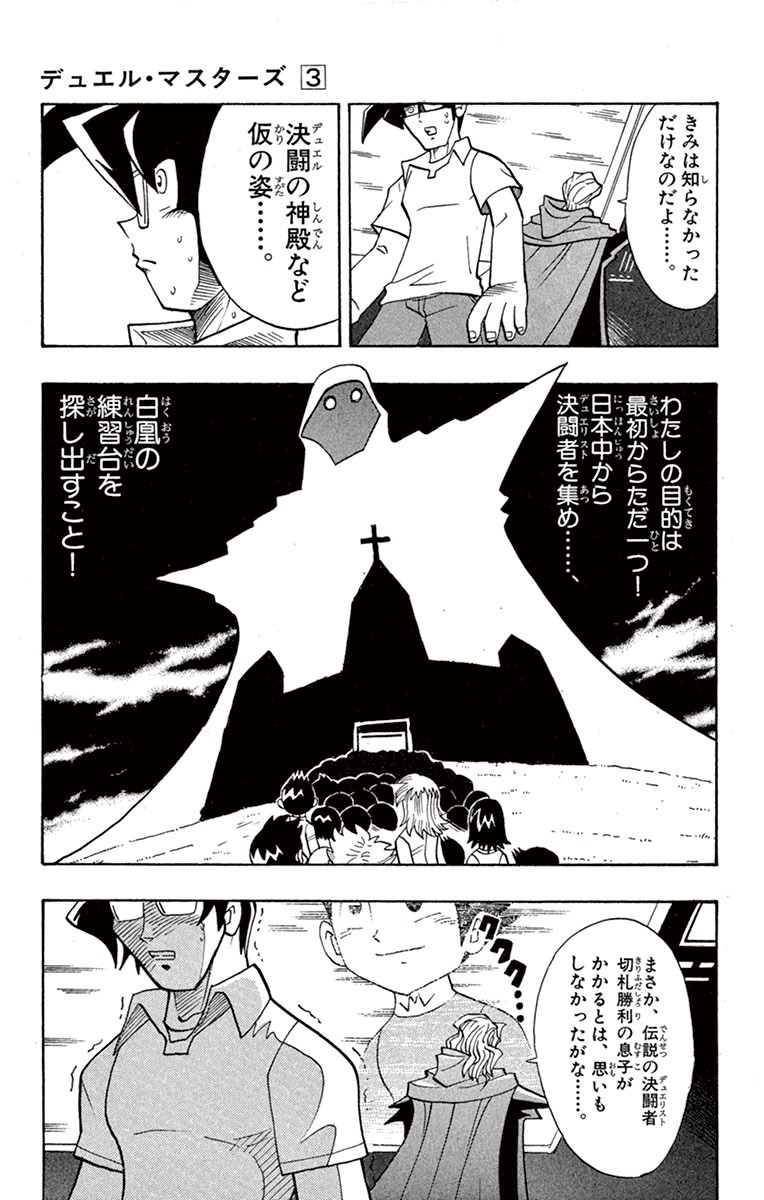 デュエル・マスターズ 3
きみは知らなかった
だけなのだよ……。
決闘の神殿など
仮の姿……。
わたしの目的は
最初からただ一つ！
日本中から
決闘者を集め……、
白凰の
練習台を
探し出すこと！
ククク…
まさか、伝説の決闘者
切札勝利の息子が
かかるとは、思いも
しなかったがな……。